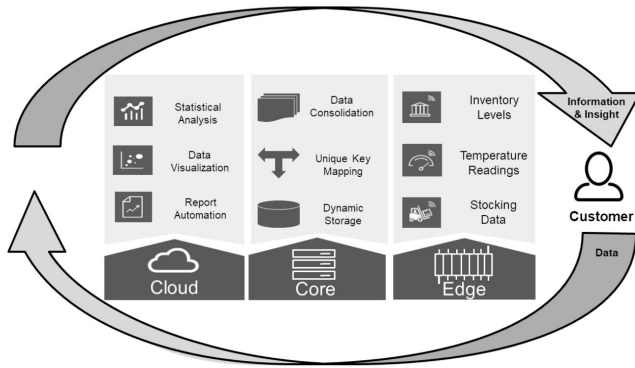 Statistical
Analysis
Data
Visualization
Report
Automation
Cloud
Data
Consolidation
Unique Key
Mapping
Dynamic
Storage
Core
Inventory
Levels
Temperature
Readings
Stocking
Data
Edge
Information
& Insight
Customer
Data